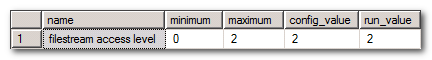 name minimum maximum config_value run_value
1 filestream access level 0 2 2 2